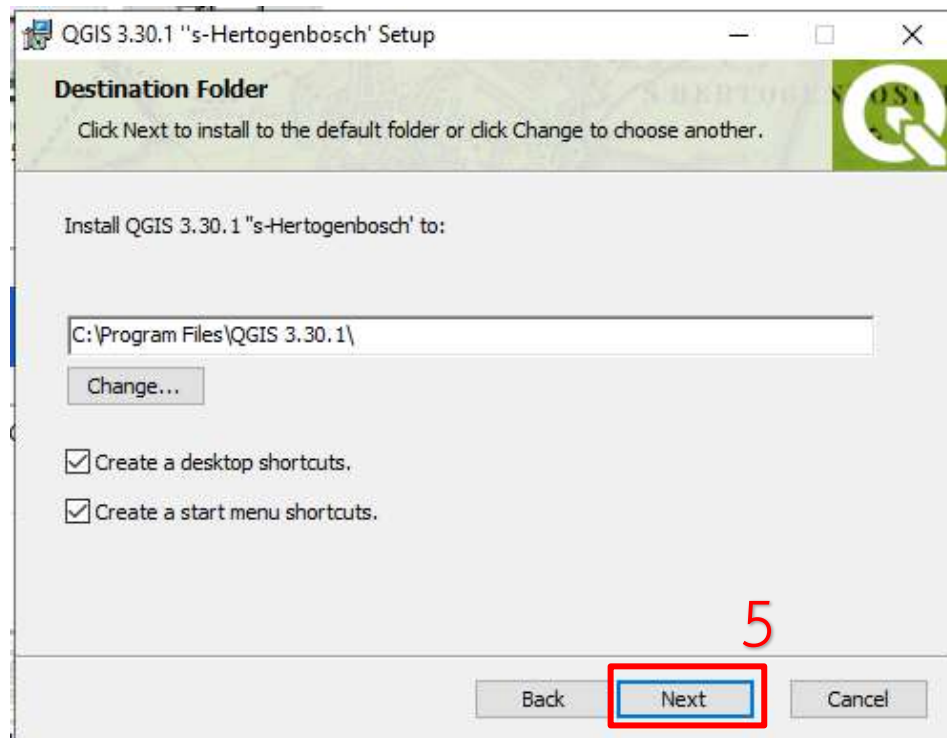 QGIS 3.30.1 ''s-Hertogenbosch' Setup
Destination Folder
Click Next to install to the default folder or click Change to choose another.
Install QGIS 3.30.1 ''s-Hertogenbosch' to:
C:\Program Files\QGIS 3.30.1\
Change...
Create a desktop shortcuts.
Create a start menu shortcuts.
5
Back
Next
Cancel